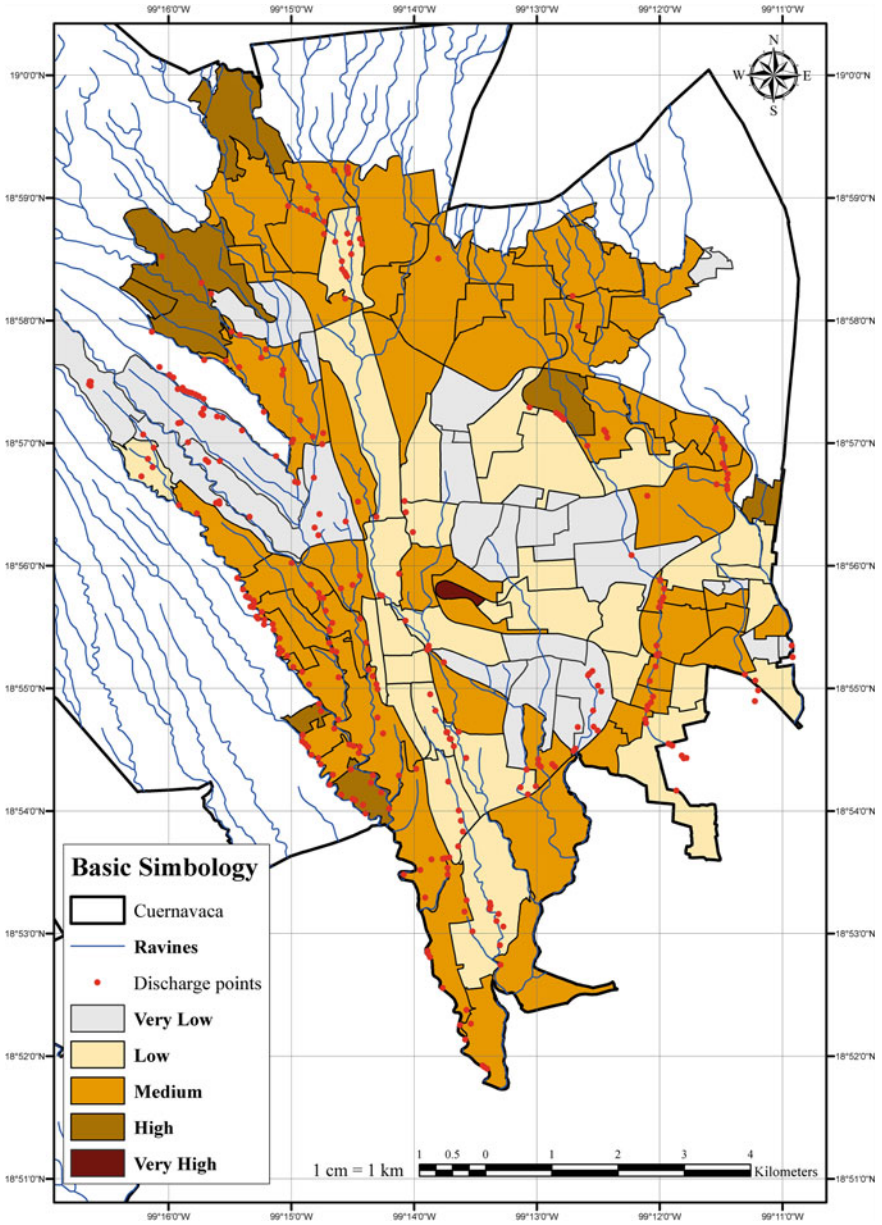 99°16'0"W 99°15'0"W 99°14'0"W 99°13'0"W 99°12'0"W 99°11'0"W
N
W E
S
19°0'0"N 19°0'0"N
18°59'0"N 18°59'0"N
18°58'0"N 18°58'0"N
18°57'0"N 18°57'0"N
18°56'0"N 18°56'0"N
18°55'0"N 18°55'0"N
18°54'0"N 18°54'0"N
18°53'0"N 18°53'0"N
18°52'0"N 18°52'0"N
18°51'0"N 18°51'0"N
Basic Simbology
Cuernavaca
Ravines
Discharge points
Very Low
Low
Medium
High
Very High
1 cm = 1 km
1 0.5 0 1 2 3 4
Kilometers
99°16'0"W 99°15'0"W 99°14'0"W 99°13'0"W 99°12'0"W 99°11'0"W